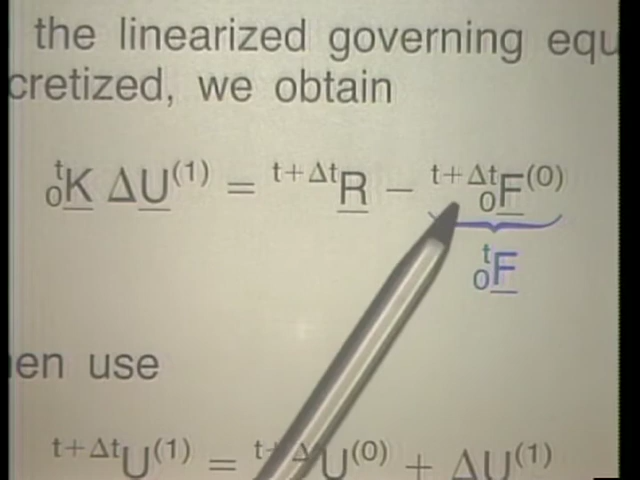 the linearized governing
cretized, we obtain
ᵗ₀K ΔU⁽¹⁾ = ᵗ⁺ᐞᵗR − ᵗ⁺ᐞᵗ₀F⁽⁰⁾
ᵗ₀F
en use
ᵗ⁺ᐞᵗU⁽¹⁾ = U⁽⁰⁾ + ΔU⁽¹⁾